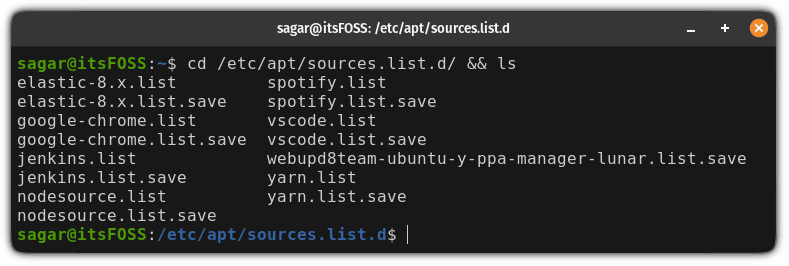 sagar@itsFOSS: /etc/apt/sources.list.d
sagar@itsFOSS:~$ cd /etc/apt/sources.list.d/ && ls
elastic-8.x.list         spotify.list
elastic-8.x.list.save    spotify.list.save
google-chrome.list       vscode.list
google-chrome.list.save  vscode.list.save
jenkins.list             webupd8team-ubuntu-y-ppa-manager-lunar.list.save
jenkins.list.save        yarn.list
nodesource.list          yarn.list.save
nodesource.list.save
sagar@itsFOSS:/etc/apt/sources.list.d$